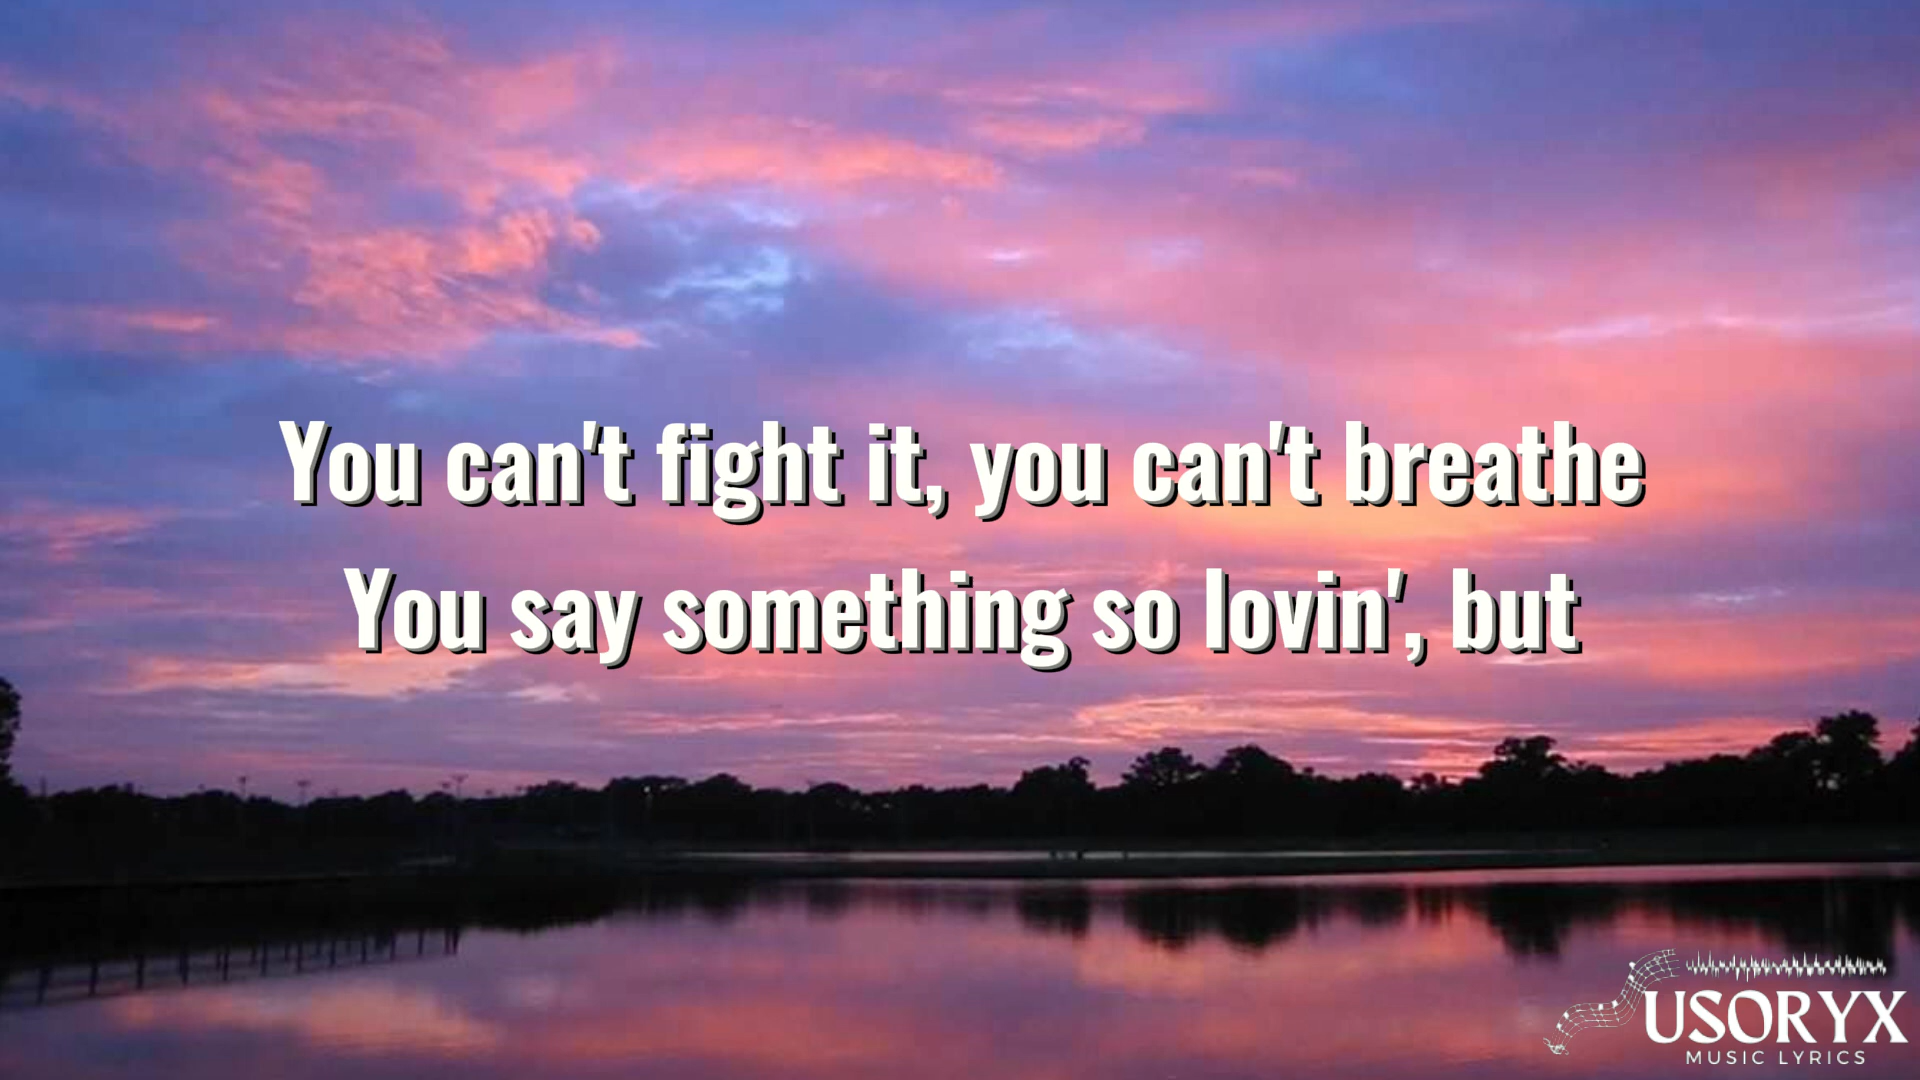 You can't fight it, you can't breathe
You say something so lovin', but
USORYX
MUSIC LYRICS